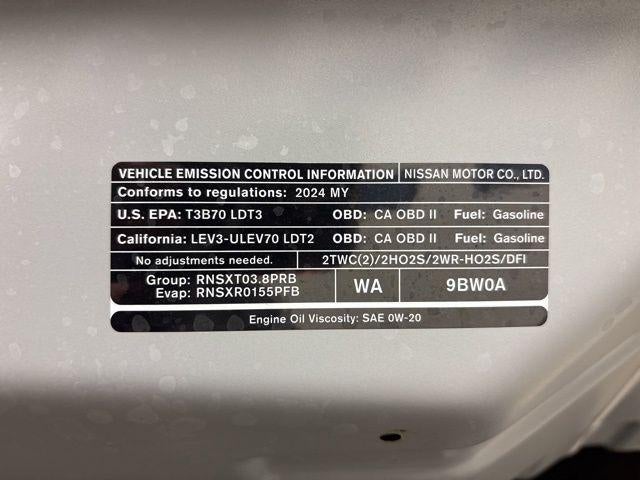 VEHICLE EMISSION CONTROL INFORMATION NISSAN MOTOR CO., LTD.
Conforms to regulations: 2024 MY
U.S. EPA: T3B70 LDT3 OBD: CA OBD II Fuel: Gasoline
California: LEV3-ULEV70 LDT2 OBD: CA OBD II Fuel: Gasoline
No adjustments needed. 2TWC(2)/2HO2S/2WR-HO2S/DFI
Group: RNSXT03.8PRB
Evap: RNSXR0155PFB
WA 9BW0A
Engine Oil Viscosity: SAE 0W-20